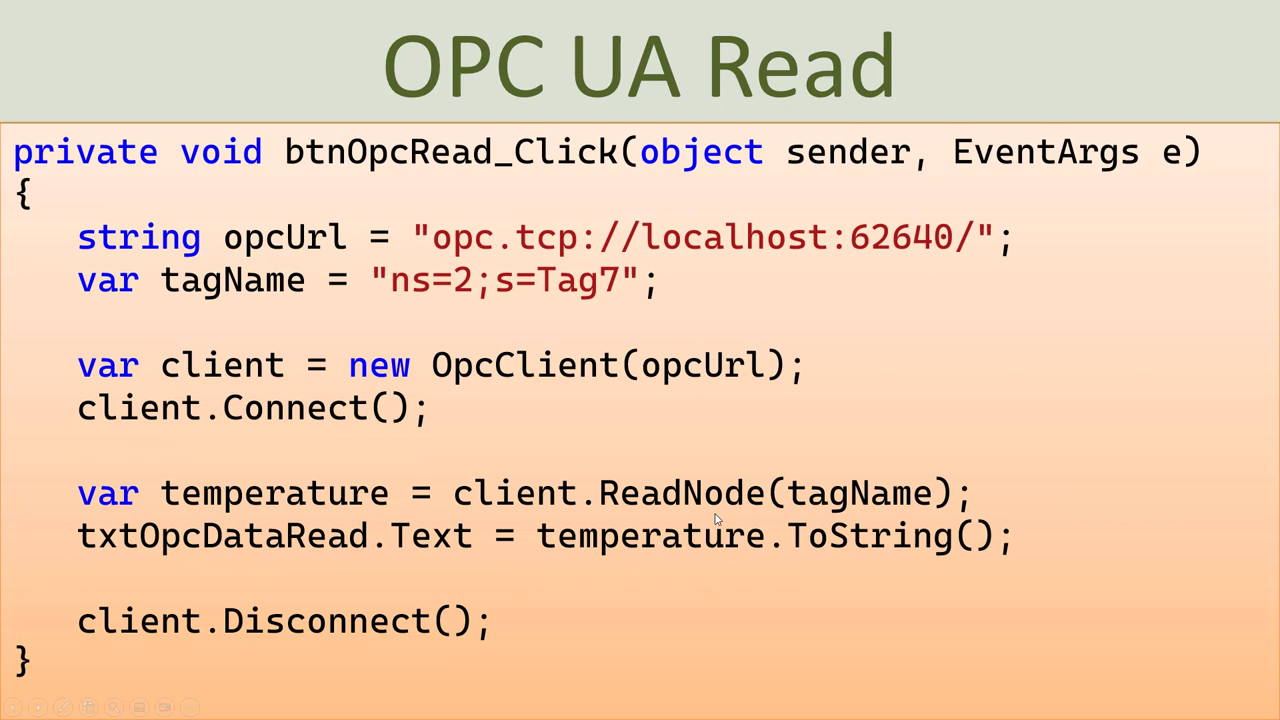 OPC UA Read
private void btnOpcRead_Click(object sender, EventArgs e)
{
string opcUrl = "opc.tcp://localhost:62640/";
var tagName = "ns=2;s=Tag7";
var client = new OpcClient(opcUrl);
client.Connect();
var temperature = client.ReadNode(tagName);
txtOpcDataRead.Text = temperature.ToString();
client.Disconnect();
}